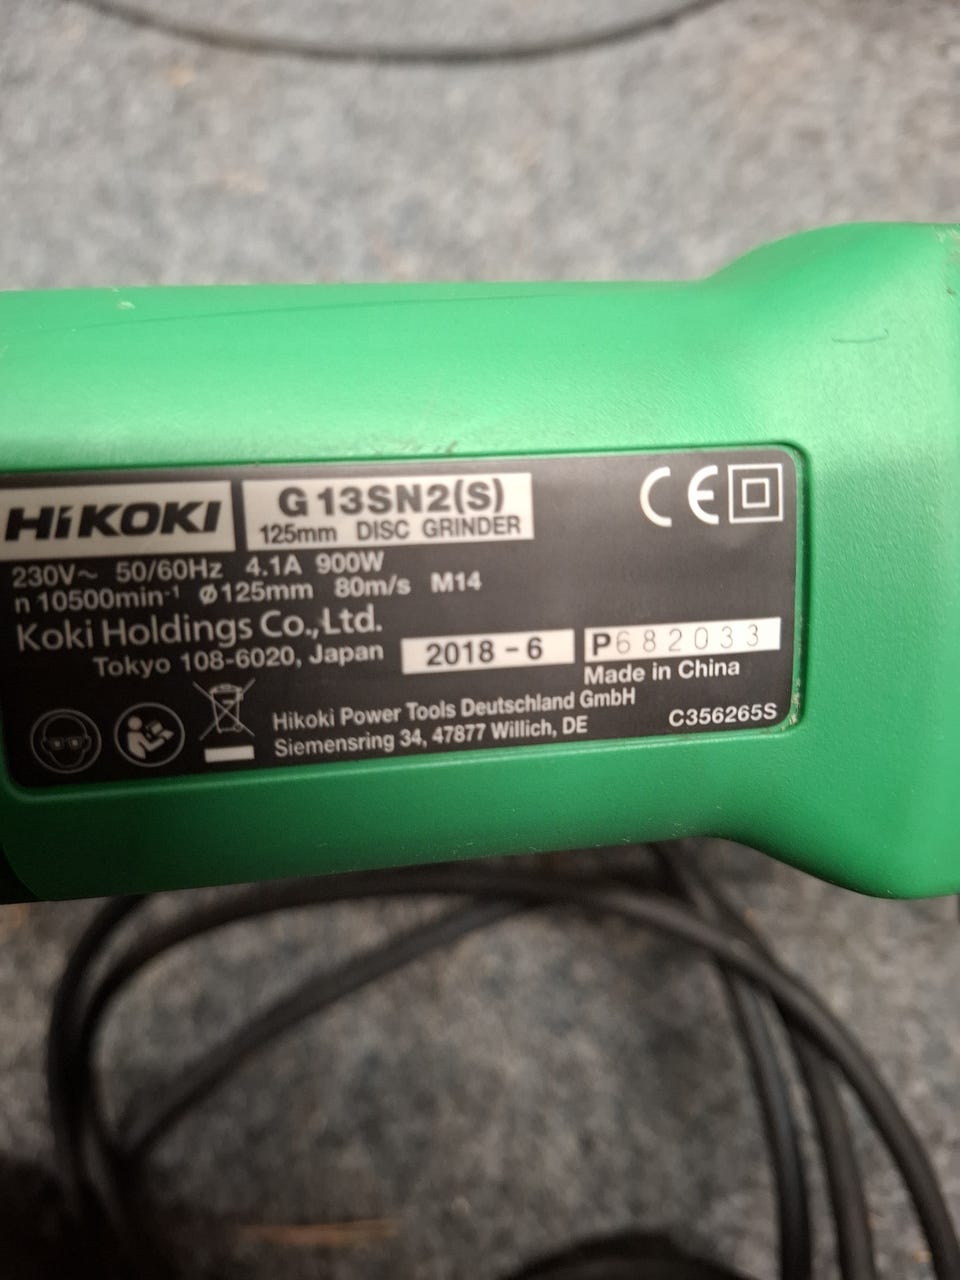 HiKOKI
G13SN2(S)
125mm DISC GRINDER
CE
230V~ 50/60Hz 4.1A 900W
n 10500min-1 Ø125mm 80m/s M14
Koki Holdings Co.,Ltd.
Tokyo 108-6020, Japan
2018 - 6
P682033
Made in China
Hikoki Power Tools Deutschland GmbH
Siemensring 34, 47877 Willich, DE
C356265S